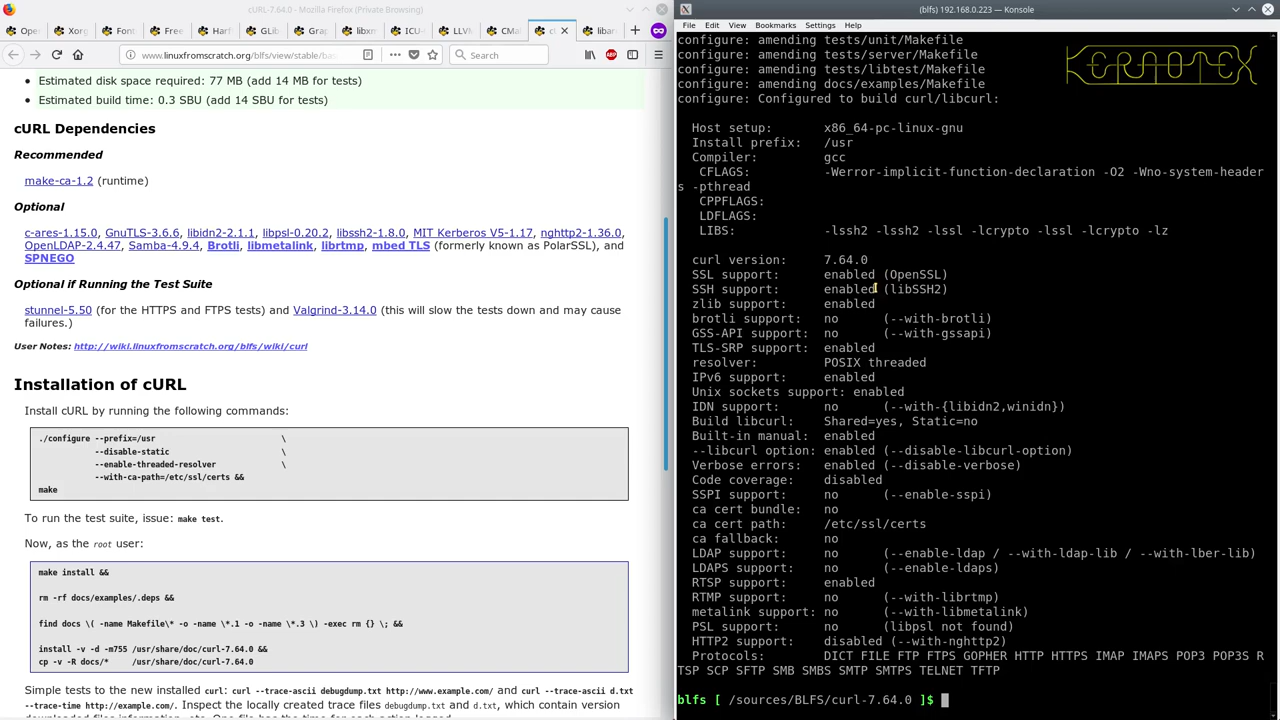 cURL-7.64.0 - Mozilla Firefox (Private Browsing)
Open
Xorg
Font
Free
Harf
GLib
Grap
libxm
ICU-
LLVM
CMa
cU
libar
www.linuxfromscratch.org/blfs/view/stable/bas
Search
Estimated disk space required: 77 MB (add 14 MB for tests)
Estimated build time: 0.3 SBU (add 14 SBU for tests)
cURL Dependencies
Recommended
make-ca-1.2 (runtime)
Optional
c-ares-1.15.0, GnuTLS-3.6.6, libidn2-2.1.1, libpsl-0.20.2, libssh2-1.8.0, MIT Kerberos V5-1.17, nghttp2-1.36.0,
OpenLDAP-2.4.47, Samba-4.9.4, Brotli, libmetalink, librtmp, mbed TLS (formerly known as PolarSSL), and
SPNEGO
Optional if Running the Test Suite
stunnel-5.50 (for the HTTPS and FTPS tests) and Valgrind-3.14.0 (this will slow the tests down and may cause
failures.)
User Notes: http://wiki.linuxfromscratch.org/blfs/wiki/curl
Installation of cURL
Install cURL by running the following commands:
./configure --prefix=/usr \
--disable-static \
--enable-threaded-resolver \
--with-ca-path=/etc/ssl/certs &&
make
To run the test suite, issue: make test.
Now, as the root user:
make install &&
rm -rf docs/examples/.deps &&
find docs \( -name Makefile\* -o -name \*.1 -o -name \*.3 \) -exec rm {} \; &&
install -v -d -m755 /usr/share/doc/curl-7.64.0 &&
cp -v -R docs/* /usr/share/doc/curl-7.64.0
Simple tests to the new installed curl: curl --trace-ascii debugdump.txt http://www.example.com/ and curl --trace-ascii d.txt
--trace-time http://example.com/. Inspect the locally created trace files debugdump.txt and d.txt, which contain version
(blfs) 192.168.0.223 — Konsole
File Edit View Bookmarks Settings Help
KERNOTEX
configure: amending tests/unit/Makefile
configure: amending tests/server/Makefile
configure: amending tests/libtest/Makefile
configure: amending docs/examples/Makefile
configure: Configured to build curl/libcurl:
Host setup: x86_64-pc-linux-gnu
Install prefix: /usr
Compiler: gcc
CFLAGS: -Werror-implicit-function-declaration -O2 -Wno-system-header
s -pthread
CPPFLAGS:
LDFLAGS:
LIBS: -lssh2 -lssh2 -lssl -lcrypto -lssl -lcrypto -lz
curl version: 7.64.0
SSL support: enabled (OpenSSL)
SSH support: enabled (libSSH2)
zlib support: enabled
brotli support: no (--with-brotli)
GSS-API support: no (--with-gssapi)
TLS-SRP support: enabled
resolver: POSIX threaded
IPv6 support: enabled
Unix sockets support: enabled
IDN support: no (--with-{libidn2,winidn})
Build libcurl: Shared=yes, Static=no
Built-in manual: enabled
--libcurl option: enabled (--disable-libcurl-option)
Verbose errors: enabled (--disable-verbose)
Code coverage: disabled
SSPI support: no (--enable-sspi)
ca cert bundle: no
ca cert path: /etc/ssl/certs
ca fallback: no
LDAP support: no (--enable-ldap / --with-ldap-lib / --with-lber-lib)
LDAPS support: no (--enable-ldaps)
RTSP support: enabled
RTMP support: no (--with-librtmp)
metalink support: no (--with-libmetalink)
PSL support: no (libpsl not found)
HTTP2 support: disabled (--with-nghttp2)
Protocols: DICT FILE FTP FTPS GOPHER HTTP HTTPS IMAP IMAPS POP3 POP3S R
TSP SCP SFTP SMB SMBS SMTP SMTPS TELNET TFTP
blfs [ /sources/BLFS/curl-7.64.0 ]$